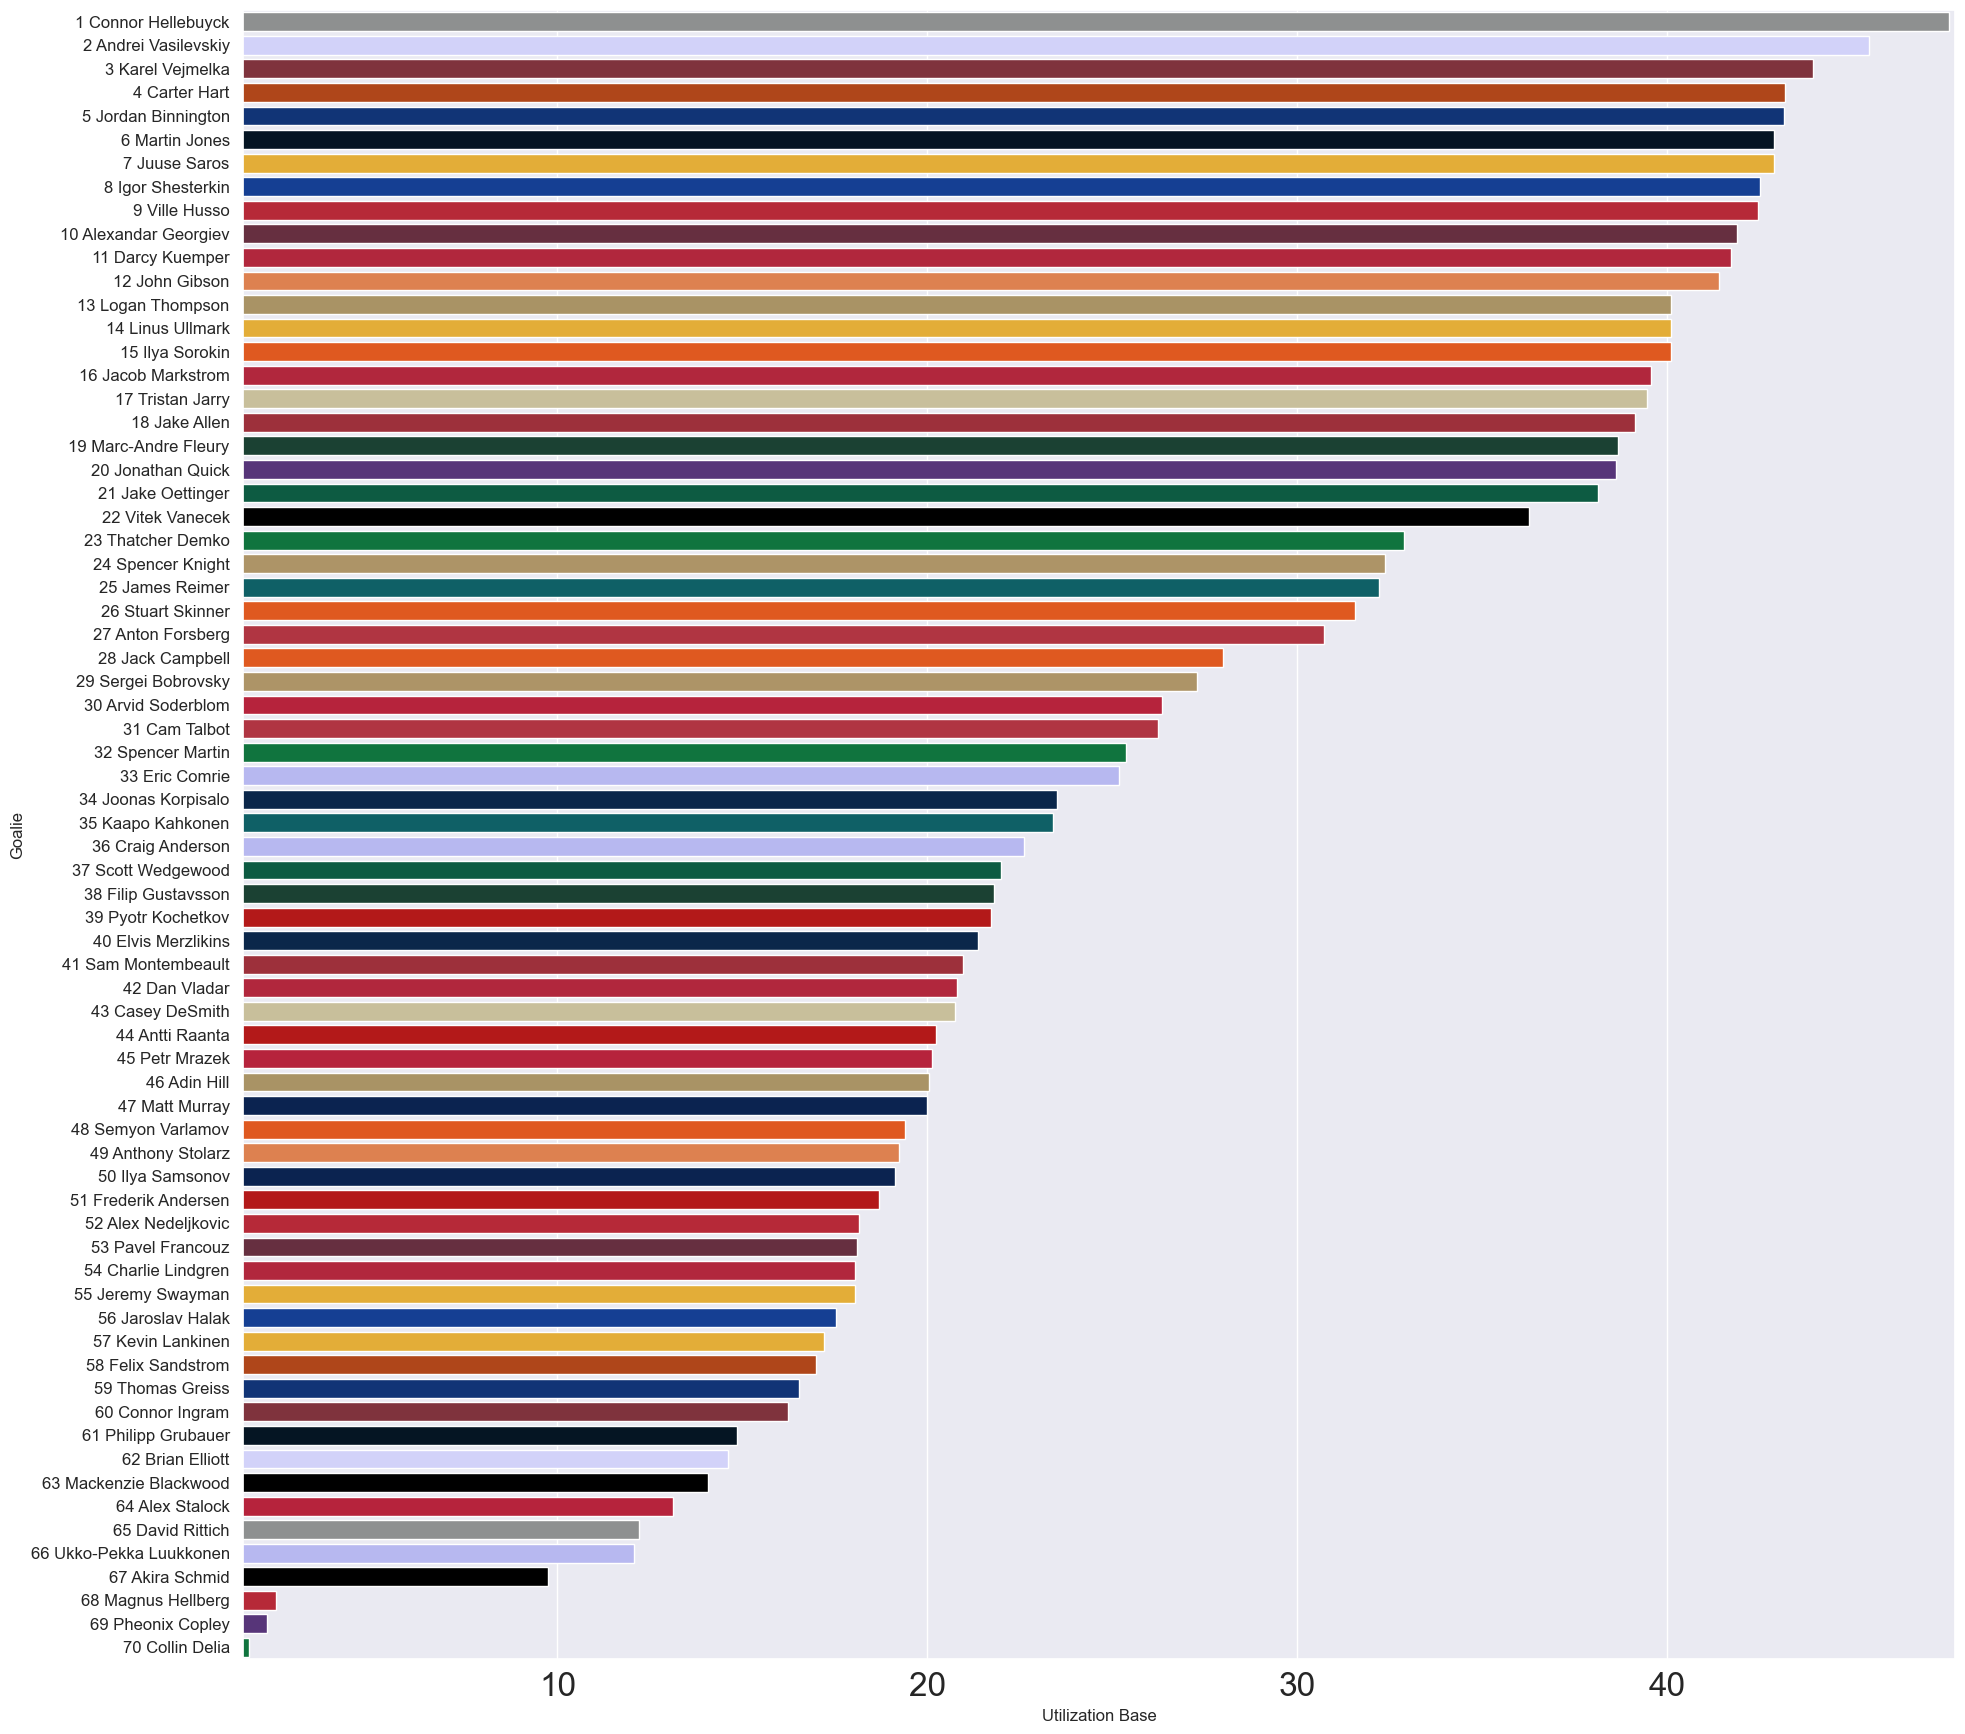 1 Connor Hellebuyck
2 Andrei Vasilevskiy
3 Karel Vejmelka
4 Carter Hart
5 Jordan Binnington
6 Martin Jones
7 Juuse Saros
8 Igor Shesterkin
9 Ville Husso
10 Alexandar Georgiev
11 Darcy Kuemper
12 John Gibson
13 Logan Thompson
14 Linus Ullmark
15 Ilya Sorokin
16 Jacob Markstrom
17 Tristan Jarry
18 Jake Allen
19 Marc-Andre Fleury
20 Jonathan Quick
21 Jake Oettinger
22 Vitek Vanecek
23 Thatcher Demko
24 Spencer Knight
25 James Reimer
26 Stuart Skinner
27 Anton Forsberg
28 Jack Campbell
29 Sergei Bobrovsky
30 Arvid Soderblom
31 Cam Talbot
32 Spencer Martin
33 Eric Comrie
34 Joonas Korpisalo
35 Kaapo Kahkonen
36 Craig Anderson
37 Scott Wedgewood
38 Filip Gustavsson
39 Pyotr Kochetkov
40 Elvis Merzlikins
41 Sam Montembeault
42 Dan Vladar
43 Casey DeSmith
44 Antti Raanta
45 Petr Mrazek
46 Adin Hill
47 Matt Murray
48 Semyon Varlamov
49 Anthony Stolarz
50 Ilya Samsonov
51 Frederik Andersen
52 Alex Nedeljkovic
53 Pavel Francouz
54 Charlie Lindgren
55 Jeremy Swayman
56 Jaroslav Halak
57 Kevin Lankinen
58 Felix Sandstrom
59 Thomas Greiss
60 Connor Ingram
61 Philipp Grubauer
62 Brian Elliott
63 Mackenzie Blackwood
64 Alex Stalock
65 David Rittich
66 Ukko-Pekka Luukkonen
67 Akira Schmid
68 Magnus Hellberg
69 Pheonix Copley
70 Collin Delia
Goalie
10 20 30 40
Utilization Base